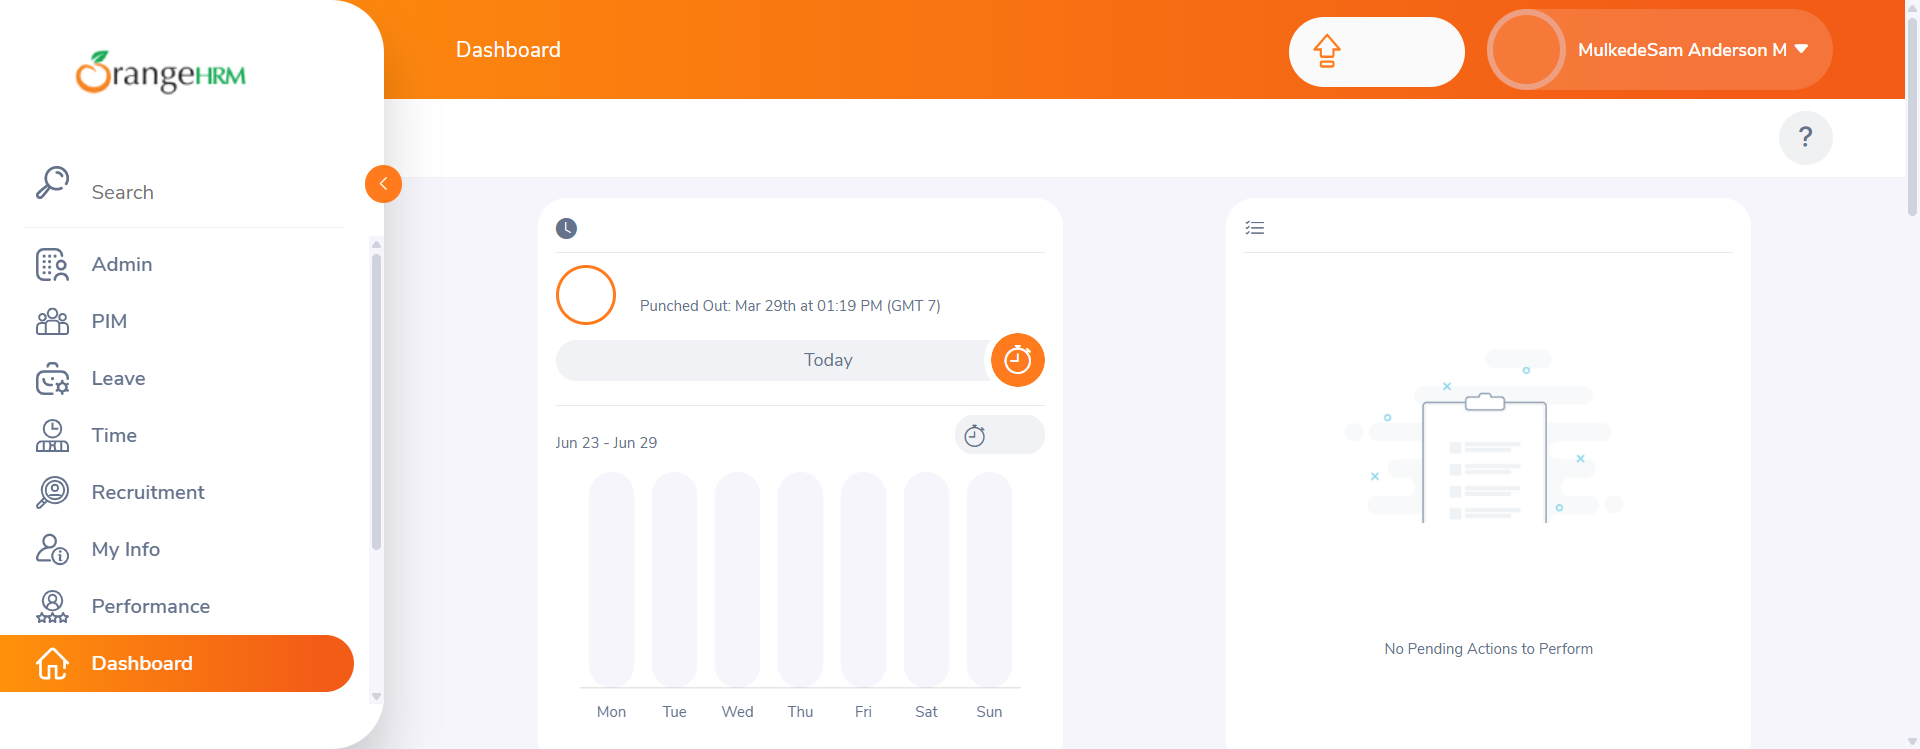 OrangeHRM
Search
Admin
PIM
Leave
Time
Recruitment
My Info
Performance
Dashboard
Dashboard
MulkedeSam Anderson M
?
Punched Out: Mar 29th at 01:19 PM (GMT 7)
Today
Jun 23 - Jun 29
Mon Tue Wed Thu Fri Sat Sun
No Pending Actions to Perform